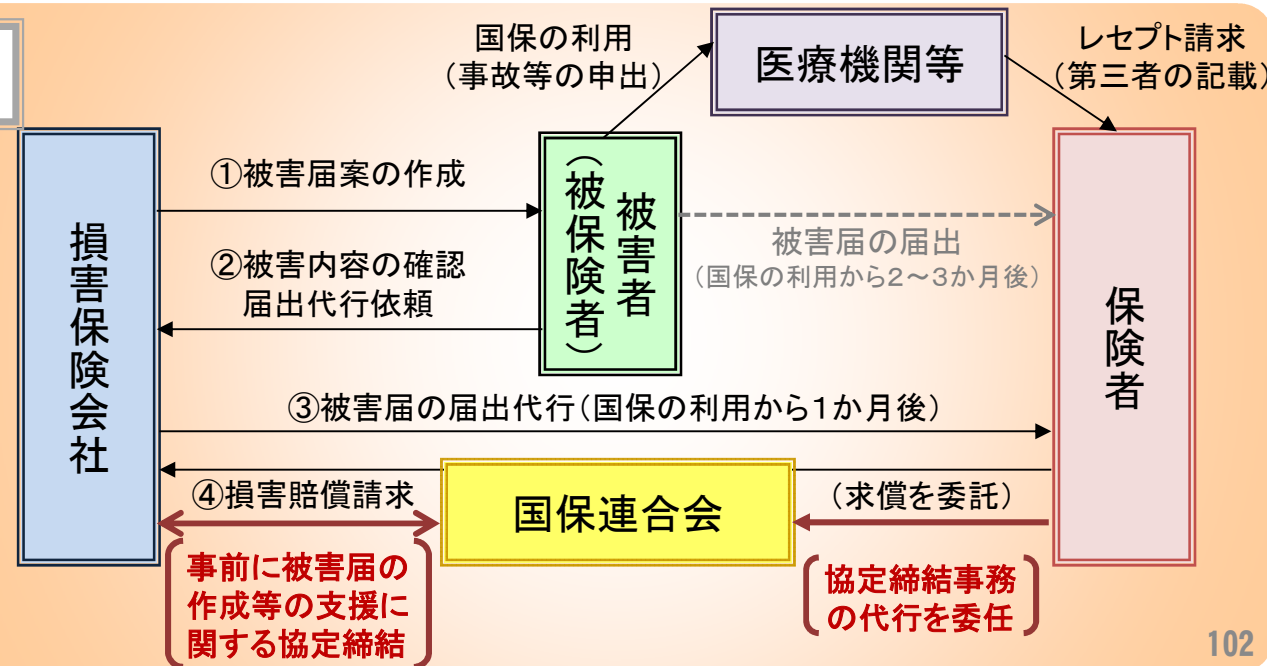 国保の利用
（事故等の申出）
医療機関等
レセプト請求
（第三者の記載）
損害保険会社
①被害届案の作成
②被害内容の確認
届出代行依頼
被害者
（被保険者）
被害届の届出
（国保の利用から２～３か月後）
保険者
③被害届の届出代行（国保の利用から１か月後）
④損害賠償請求
国保連合会
（求償を委託）
事前に被害届の
作成等の支援に
関する協定締結
協定締結事務
の代行を委任
102